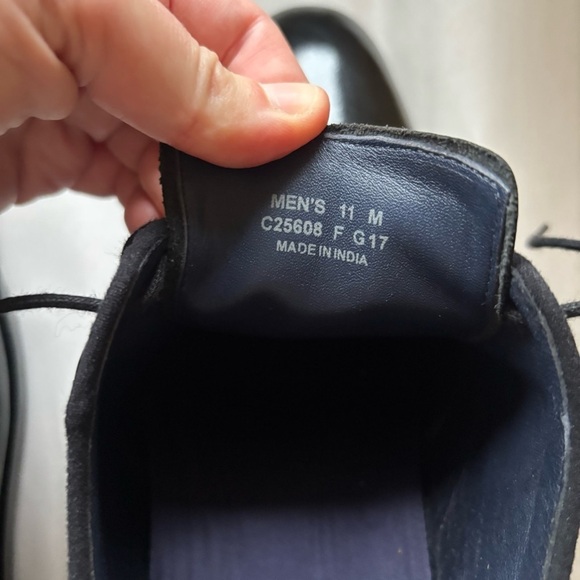 MEN'S 11 M
C25608 F G17
MADE IN INDIA